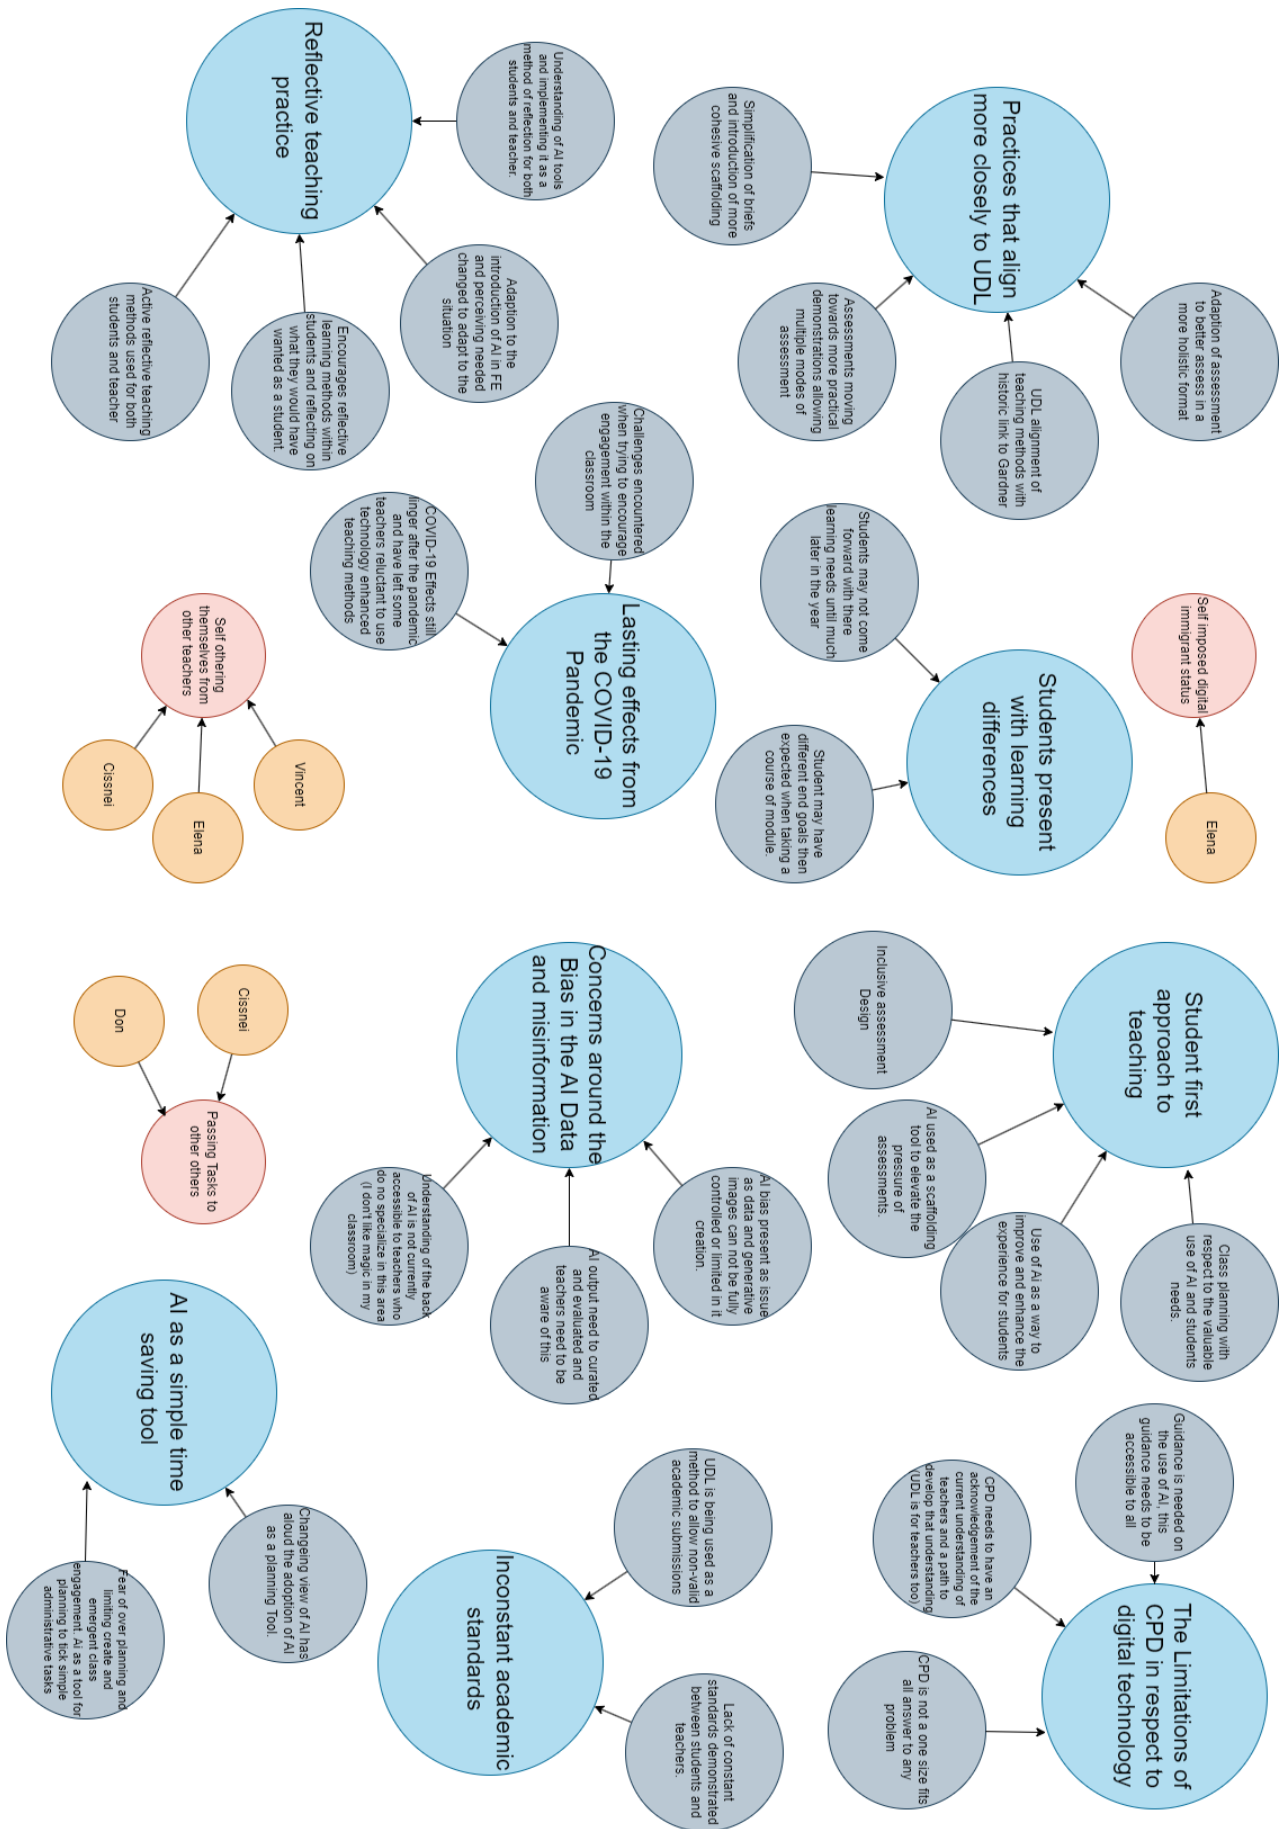 Practices that align
more closely to UDL
Adaption of assessment
to better assess in a
more holistic format
UDL alignment of
teaching methods with
historic link to Gardner
Assessments moving
towards more practical
demonstrations allowing
multiple modes of
assessment
Simplification of briefs
and introduction of more
cohesive scaffolding
Self imposed digital
immigrant status
Elena
Students present
with learning
differences
Students may not come
forward with there
learning needs until much
later in the year
Student may have
different end goals then
expected when taking a
course of module.
Student first
approach to
teaching
Class planning with
respect to the valuable
use of AI and students
needs.
Use of Ai as a way to
improve and enhance the
experience for students
AI used as a scaffolding
tool to elevate the
pressure of
assessments.
Inclusive assessment
Design
Guidance is needed on
the use of AI, this
guidance needs to be
accessible to all
CPD needs to have an
acknowledgement of the
current understanding of
teachers and a path to
develop that understanding
(UDL is for teachers too)
The Limitations of
CPD in respect to
digital technology
CPD is not a one size fits
all answer to any
problem
Reflective teaching
practice
Understanding of AI tools
and implementing it as a
method of reflection for both
students and teacher.
Adaption to the
introduction of AI in FE
and perceiving needed
changed to adapt to the
situation
Encourages reflective
learning methods within
students and reflecting on
what they would have
wanted as a student.
Active reflective teaching
methods used for both
students and teacher
Challenges encountered
when trying to encourage
engagement within the
classroom
COVID-19 Effects still
linger after the pandemic
and have left some
teachers reluctant to use
technology enhanced
teaching methods
Lasting effects from
the COVID-19
Pandemic
Self othering
themselves from
other teachers
Vincent
Elena
Cissnei
Concerns around the
Bias in the AI Data
and misinformation
AI bias present as issue
as data and generative
images can not be fully
controlled or limited in it
creation.
AI output need to curated
and evaluated and
teachers need to be
aware of this
Understanding of the back
of AI is not currently
accessible to teachers who
do no specialize in this area
(I don't like magic in my
classroom)
Cissnei
Don
Passing Tasks to
other others
UDL is being used as a
method to allow non-valid
academic submissions
Inconstant academic
standards
Lack of constant
standards demonstrated
between students and
teachers.
AI as a simple time
saving tool
Changeing view of AI has
aloud the adoption of AI
as a planning Tool.
Fear of over planning and
limiting create and
emergent class
engagement. Ai as a tool for
planning to tick simple
administrative tasks